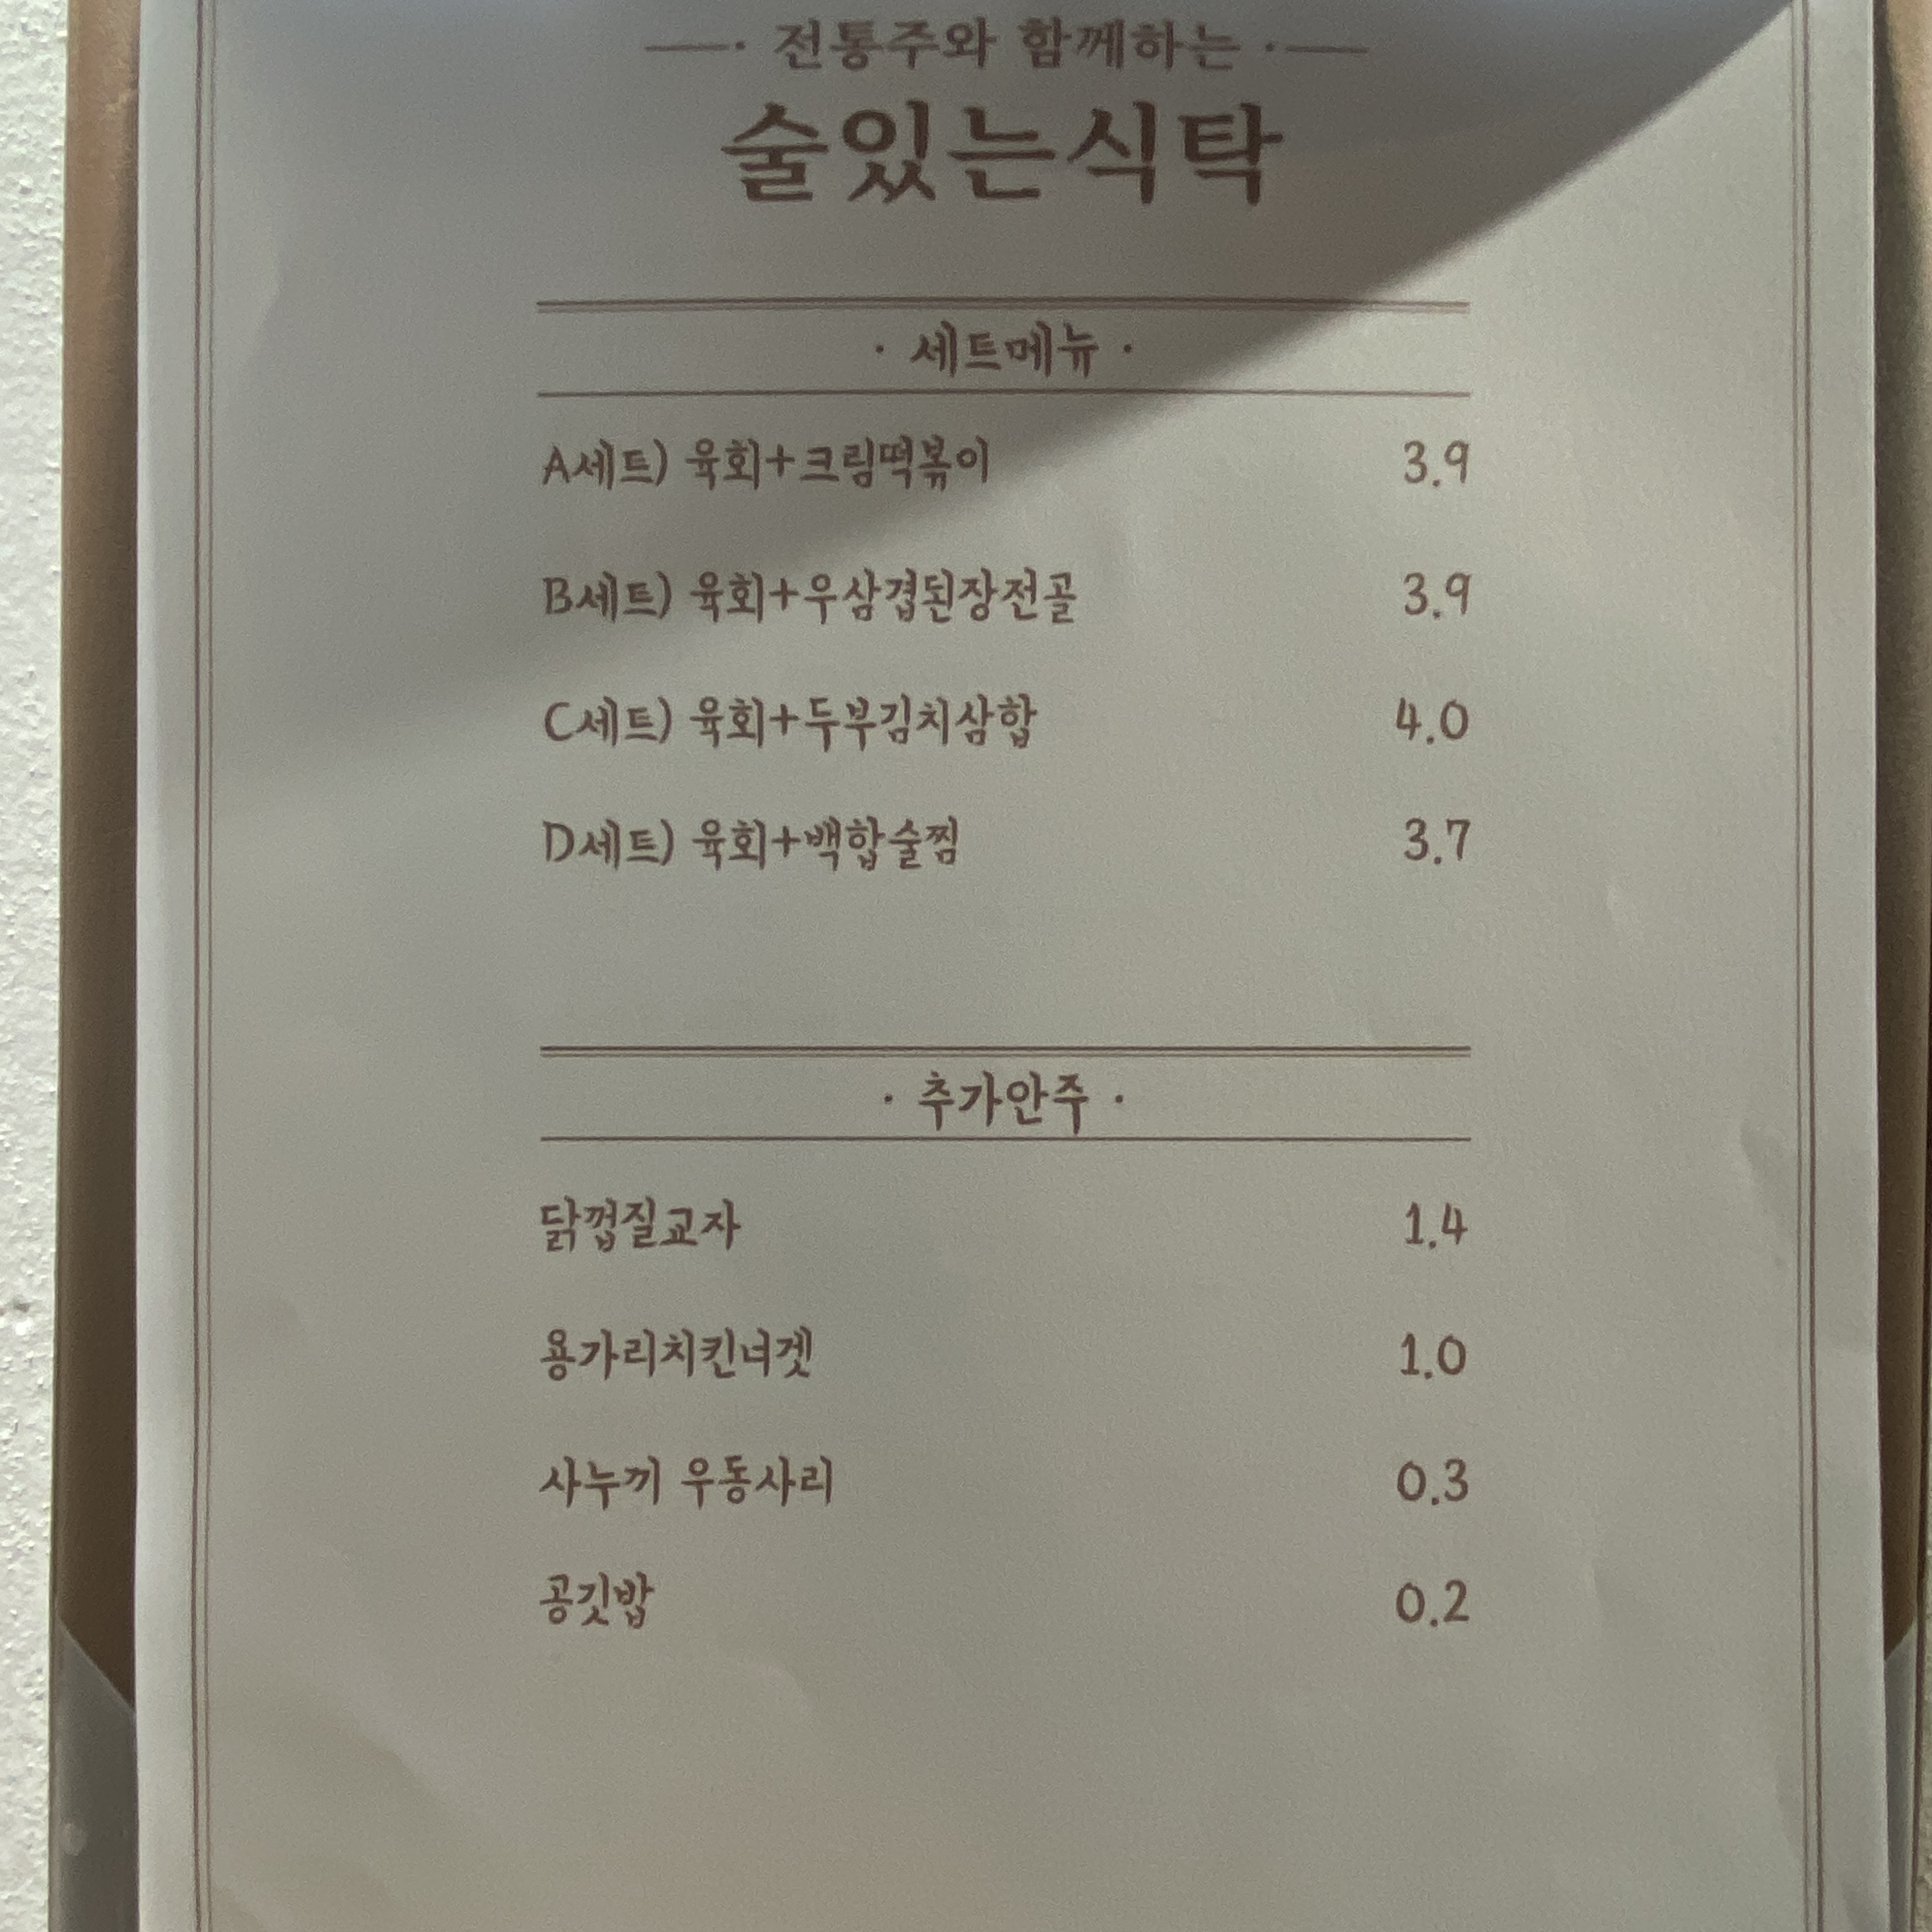 전통주와 함께하는
술있는식탁
· 세트메뉴 ·
A세트) 육회+크림떡볶이 3.9
B세트) 육회+우삼겹된장전골 3.9
C세트) 육회+두부김치삼합 4.0
D세트) 육회+백합술찜 3.7
· 추가안주 ·
닭껍질교자 1.4
용가리치킨너겟 1.0
사누끼 우동사리 0.3
공깃밥 0.2